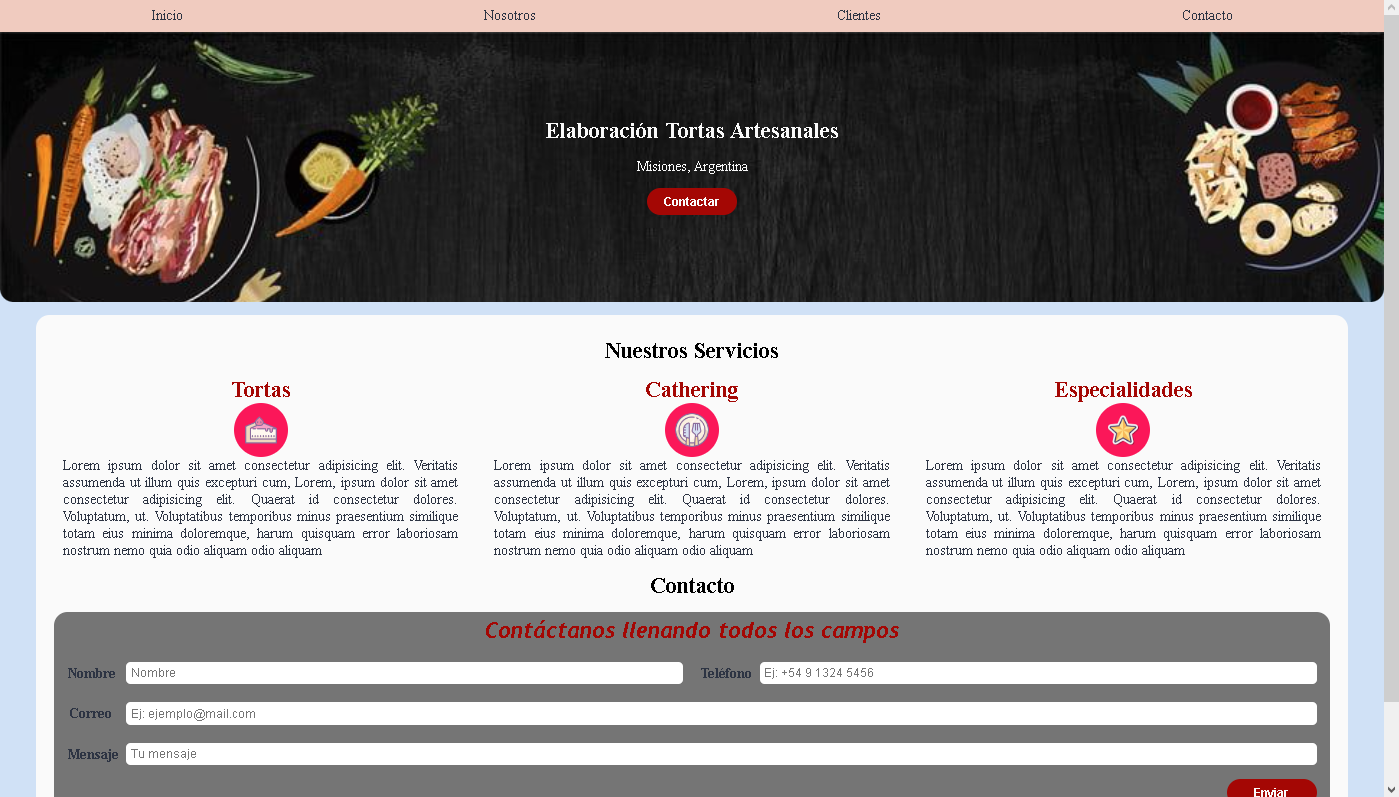 Inicio Nosotros Clientes Contacto
Elaboración Tortas Artesanales
Misiones, Argentina
Contactar
Nuestros Servicios
Tortas
Lorem ipsum dolor sit amet consectetur adipisicing elit. Veritatis
assumenda ut illum quis excepturi cum, Lorem, ipsum dolor sit amet
consectetur adipisicing elit. Quaerat id consectetur dolores.
Voluptatum, ut. Voluptatibus temporibus minus praesentium similique
totam eius minima doloremque, harum quisquam error laboriosam
nostrum nemo quia odio aliquam odio aliquam
Cathering
Lorem ipsum dolor sit amet consectetur adipisicing elit. Veritatis
assumenda ut illum quis excepturi cum, Lorem, ipsum dolor sit amet
consectetur adipisicing elit. Quaerat id consectetur dolores.
Voluptatum, ut. Voluptatibus temporibus minus praesentium similique
totam eius minima doloremque, harum quisquam error laboriosam
nostrum nemo quia odio aliquam odio aliquam
Especialidades
Lorem ipsum dolor sit amet consectetur adipisicing elit. Veritatis
assumenda ut illum quis excepturi cum, Lorem, ipsum dolor sit amet
consectetur adipisicing elit. Quaerat id consectetur dolores.
Voluptatum, ut. Voluptatibus temporibus minus praesentium similique
totam eius minima doloremque, harum quisquam error laboriosam
nostrum nemo quia odio aliquam odio aliquam
Contacto
Contáctanos llenando todos los campos
Nombre Nombre Teléfono Ej: +54 9 1324 5456
Correo Ej: ejemplo@mail.com
Mensaje Tu mensaje
Enviar